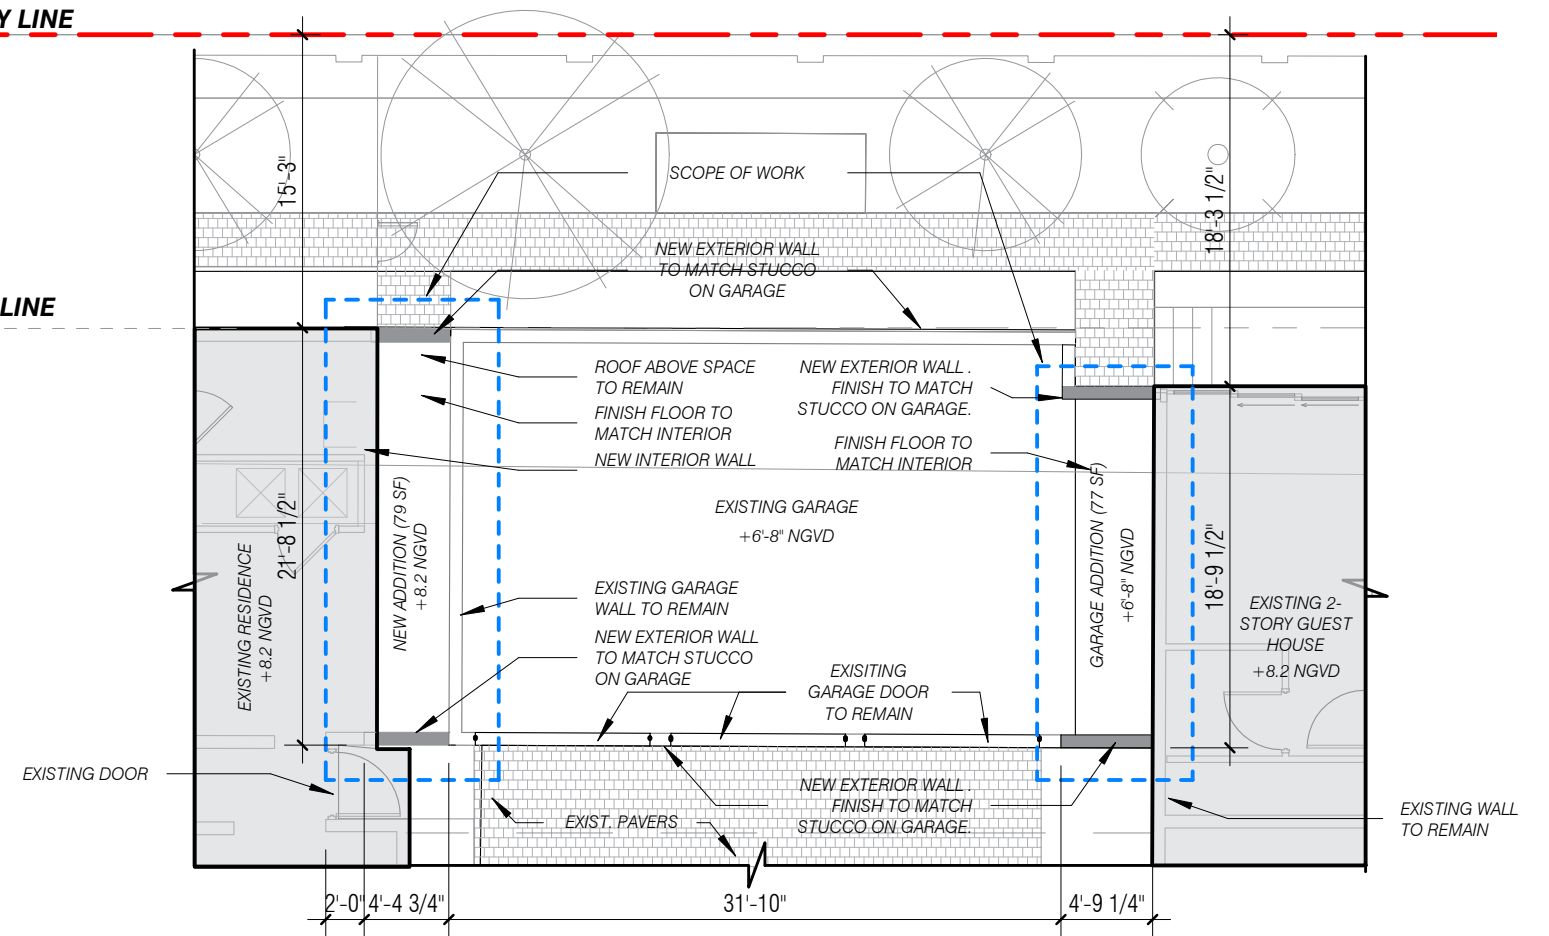 Y LINE
15'-3"
18'-3 1/2"
SCOPE OF WORK
NEW EXTERIOR WALL
TO MATCH STUCCO
ON GARAGE
LINE
ROOF ABOVE SPACE
TO REMAIN
FINISH FLOOR TO
MATCH INTERIOR
NEW INTERIOR WALL
NEW EXTERIOR WALL .
FINISH TO MATCH
STUCCO ON GARAGE.
FINISH FLOOR TO
MATCH INTERIOR
EXISTING GARAGE
+6'-8" NGVD
21'-8 1/2"
EXISTING RESIDENCE
+8.2 NGVD
NEW ADDITION (79 SF)
+8.2 NGVD
GARAGE ADDITION (77 SF)
+6'-8" NGVD
18'-9 1/2"
EXISTING 2-
STORY GUEST
HOUSE
+8.2 NGVD
EXISTING GARAGE
WALL TO REMAIN
NEW EXTERIOR WALL
TO MATCH STUCCO
ON GARAGE
EXISITING
GARAGE DOOR
TO REMAIN
EXISTING DOOR
NEW EXTERIOR WALL .
FINISH TO MATCH
STUCCO ON GARAGE.
EXIST. PAVERS
EXISTING WALL
TO REMAIN
2'-0"
4'-4 3/4"
31'-10"
4'-9 1/4"